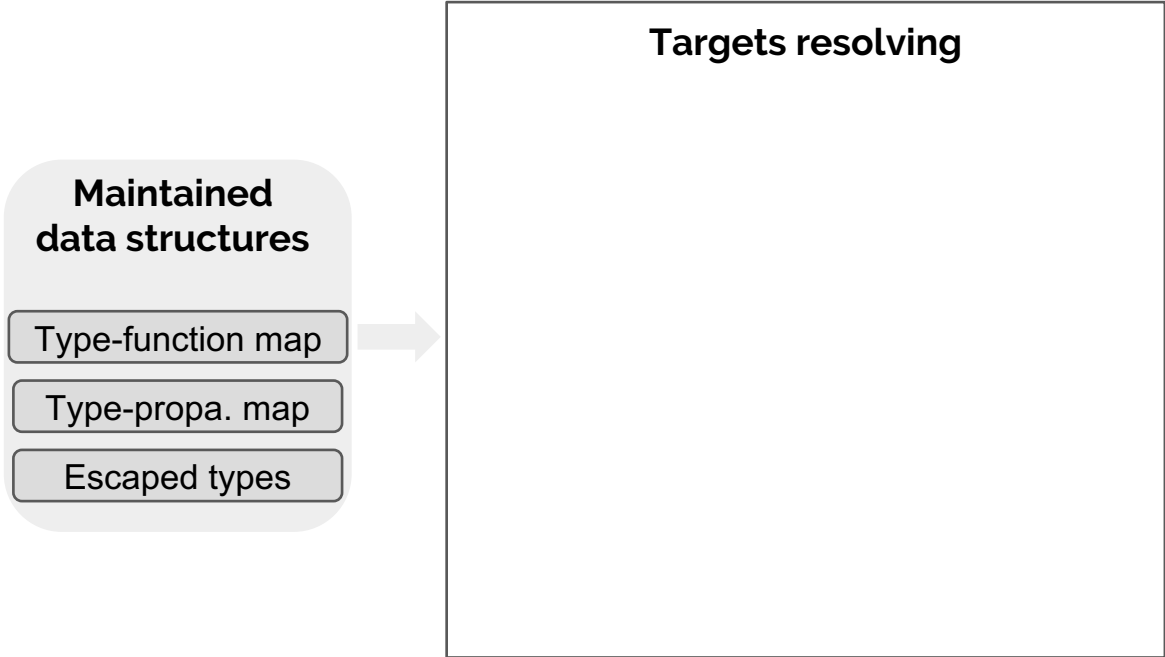 Targets resolving
Maintained
data structures
Type-function map
Type-propa. map
Escaped types